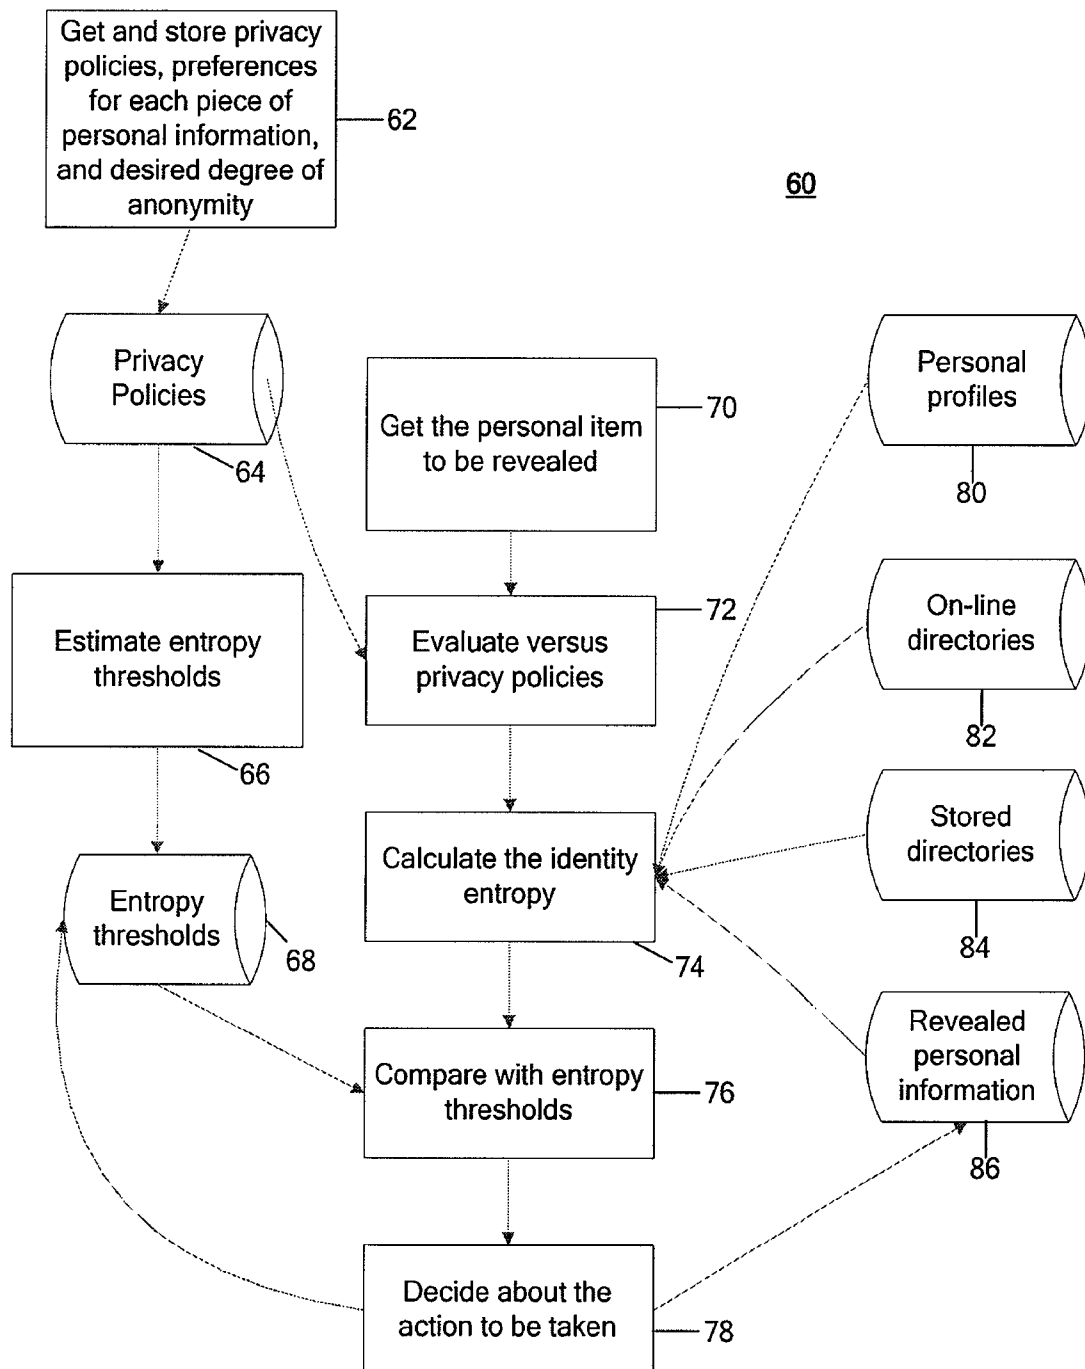 Get and store privacy
policies, preferences
for each piece of
personal information,
and desired degree of
anonymity
62
60
Privacy
Policies
64
Get the personal item
to be revealed
70
Personal
profiles
80
Estimate entropy
thresholds
66
Evaluate versus
privacy policies
72
On-line
directories
82
Entropy
thresholds
68
Calculate the identity
entropy
74
Stored
directories
84
Compare with entropy
thresholds
76
Revealed
personal
information
86
Decide about the
action to be taken
78